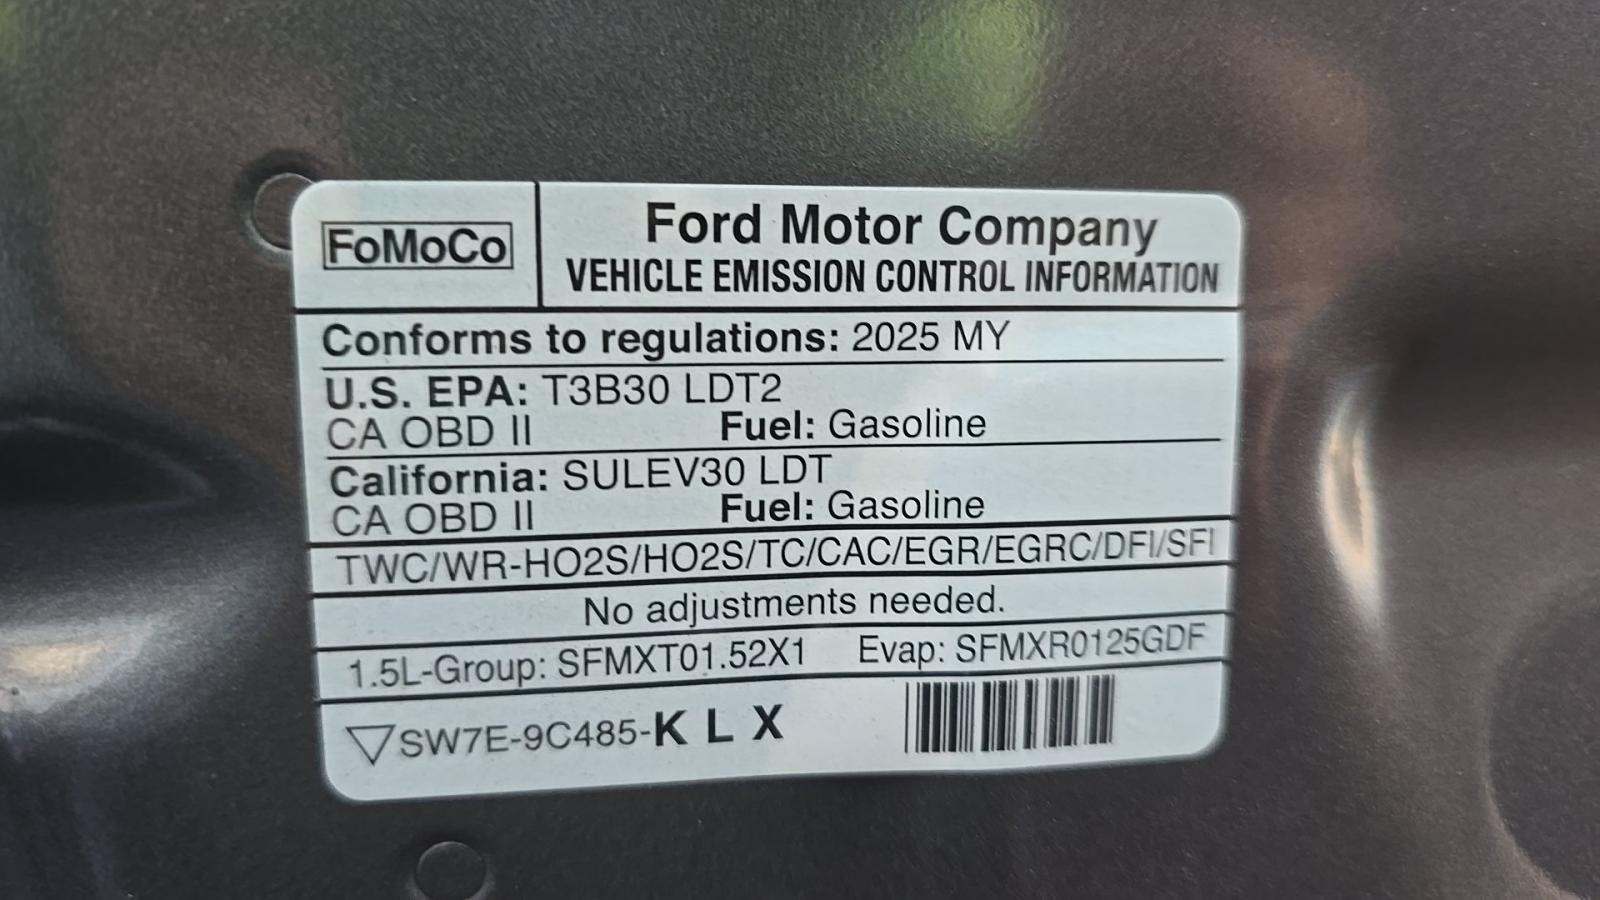 FoMoCo
Ford Motor Company
VEHICLE EMISSION CONTROL INFORMATION
Conforms to regulations: 2025 MY
U.S. EPA: T3B30 LDT2
CA OBD II Fuel: Gasoline
California: SULEV30 LDT
CA OBD II Fuel: Gasoline
TWC/WR-HO2S/HO2S/TC/CAC/EGR/EGRC/DFI/SFI
No adjustments needed.
1.5L-Group: SFMXT01.52X1 Evap: SFMXR0125GDF
SW7E-9C485-K L X